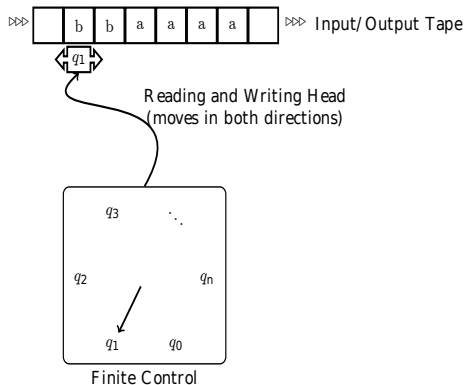 b b a a a a Input/Output Tape
q1
Reading and Writing Head
(moves in both directions)
q3 ⋱
q2 qn
q1 q0
Finite Control